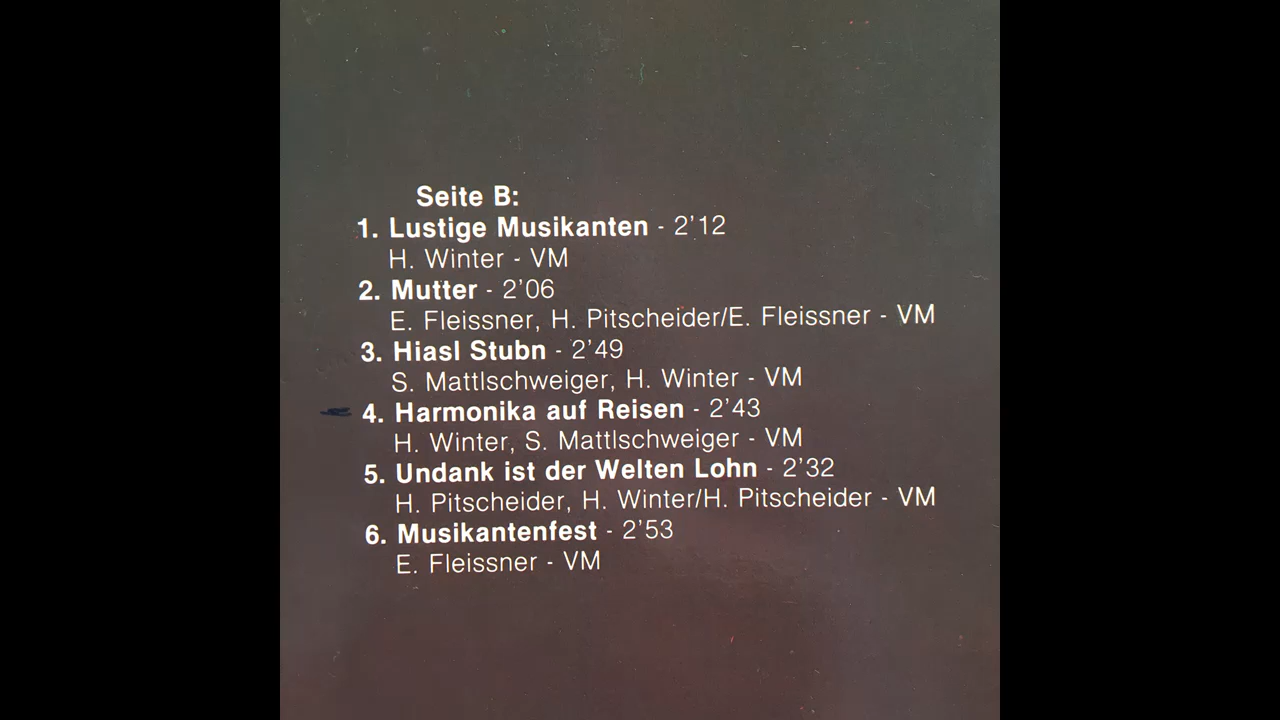 Seite B:
1. Lustige Musikanten - 2'12
H. Winter - VM
2. Mutter - 2'06
E. Fleissner, H. Pitscheider/E. Fleissner - VM
3. Hiasl Stubn - 2'49
S. Mattlschweiger, H. Winter - VM
4. Harmonika auf Reisen - 2'43
H. Winter, S. Mattlschweiger - VM
5. Undank ist der Welten Lohn - 2'32
H. Pitscheider, H. Winter/H. Pitscheider - VM
6. Musikantenfest - 2'53
E. Fleissner - VM